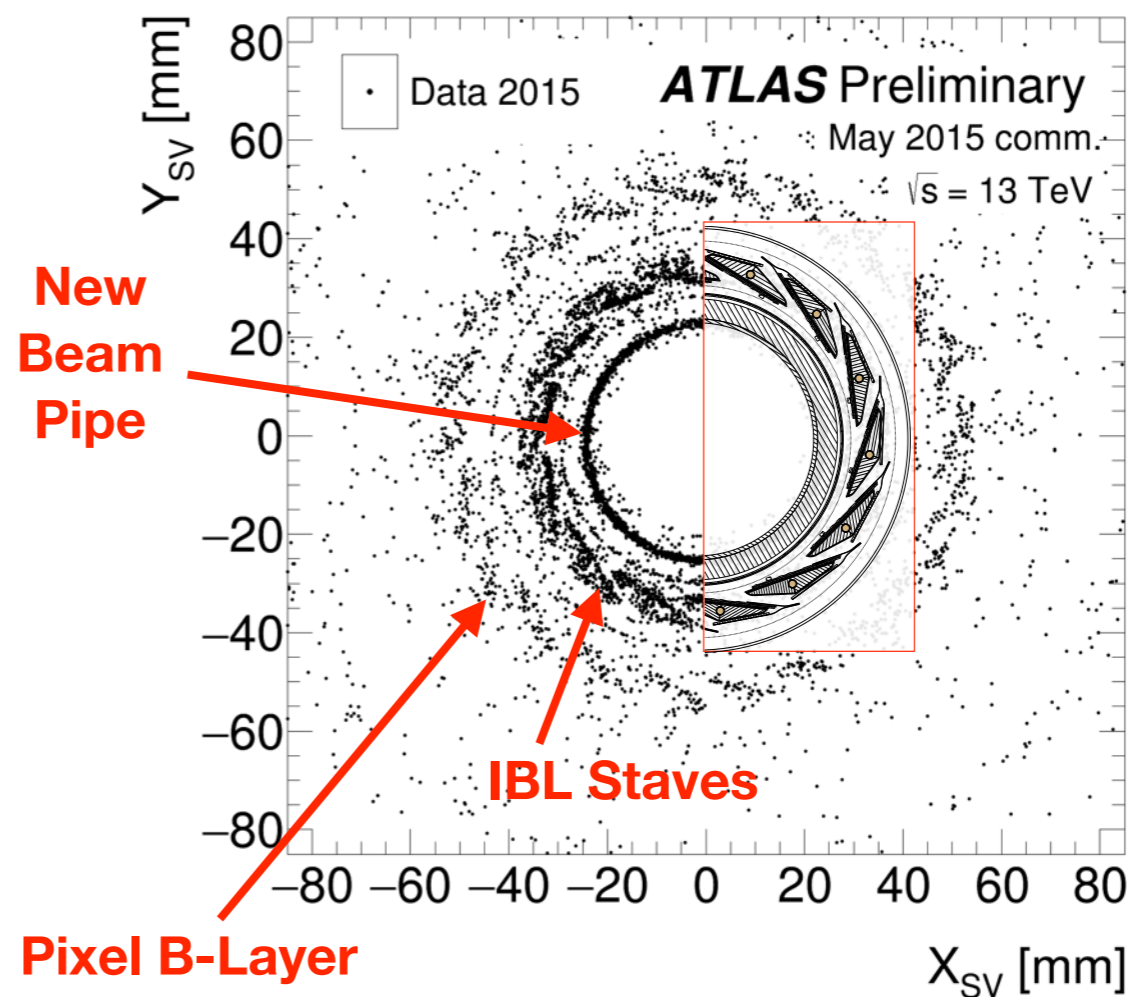 Y_SV [mm]
80
60
40
20
0
−20
−40
−60
−80
Data 2015
ATLAS Preliminary
May 2015 comm.
√s = 13 TeV
New
Beam
Pipe
IBL Staves
Pixel B-Layer
−80 −60 −40 −20 0 20 40 60 80
X_SV [mm]